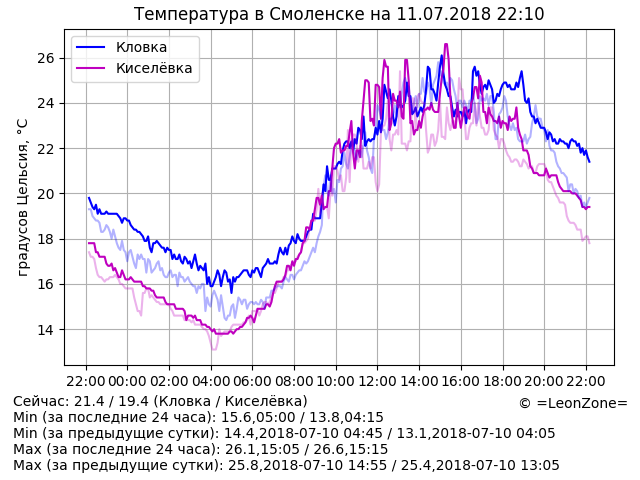 Температура в Смоленске на 11.07.2018 22:10
Кловка
Киселёвка
градусов Цельсия, °C
26
24
22
20
18
16
14
22:00 00:00 02:00 04:00 06:00 08:00 10:00 12:00 14:00 16:00 18:00 20:00 22:00
Сейчас: 21.4 / 19.4 (Кловка / Киселёвка)
© =LeonZone=
Min (за последние 24 часа): 15.6,05:00 / 13.8,04:15
Min (за предыдущие сутки): 14.4,2018-07-10 04:45 / 13.1,2018-07-10 04:05
Max (за последние 24 часа): 26.1,15:05 / 26.6,15:15
Max (за предыдущие сутки): 25.8,2018-07-10 14:55 / 25.4,2018-07-10 13:05